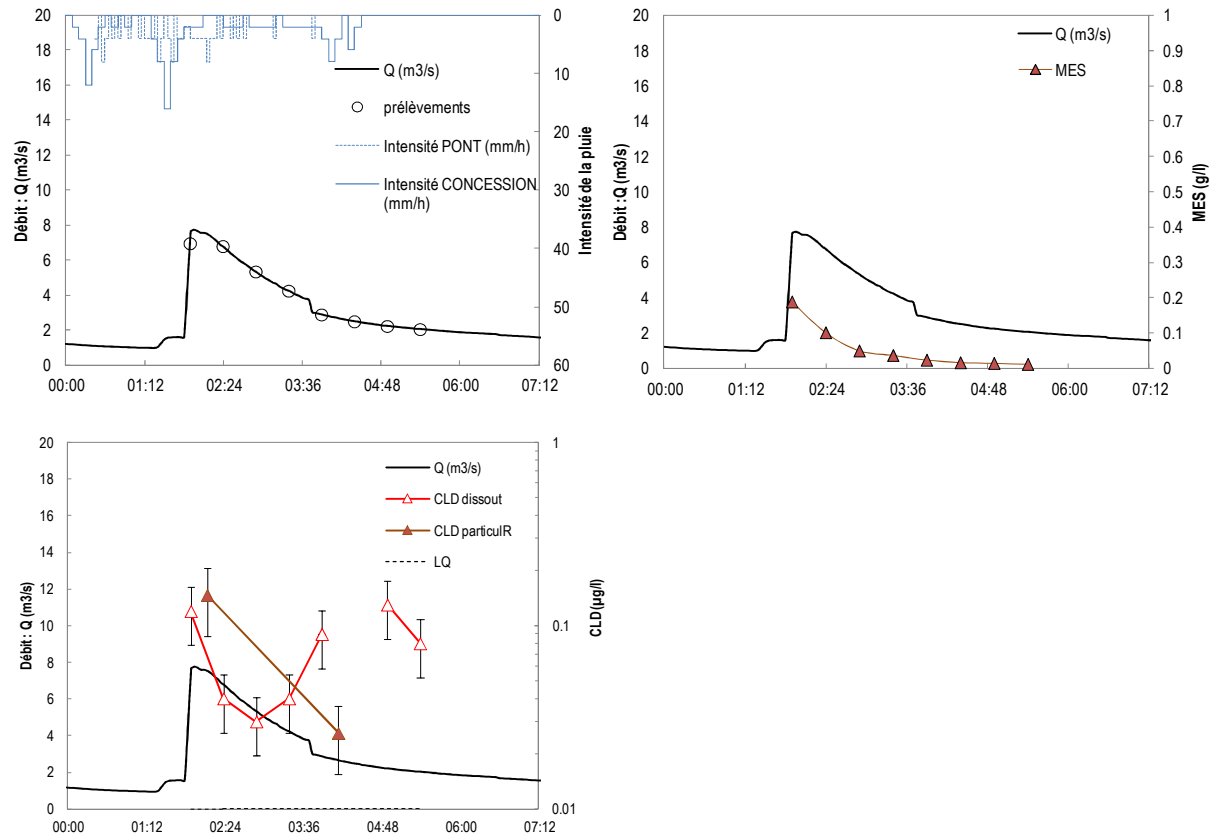 Débit : Q (m3/s)
20
18
16
14
12
10
8
6
4
2
0
Q (m3/s)
prélèvements
Intensité PONT (mm/h)
Intensité CONCESSION
(mm/h)
0
10
20
30
40
50
60
Intensité de la pluie
00:00 01:12 02:24 03:36 04:48 06:00 07:12
Débit : Q (m3/s)
20
18
16
14
12
10
8
6
4
2
0
Q (m3/s)
MES
1
0.9
0.8
0.7
0.6
0.5
0.4
0.3
0.2
0.1
0
MES (g/l)
00:00 01:12 02:24 03:36 04:48 06:00 07:12
Débit : Q (m3/s)
20
18
16
14
12
10
8
6
4
2
0
Q (m3/s)
CLD dissout
CLD particulR
LQ
1
0.1
0.01
CLD (µg/l)
00:00 01:12 02:24 03:36 04:48 06:00 07:12